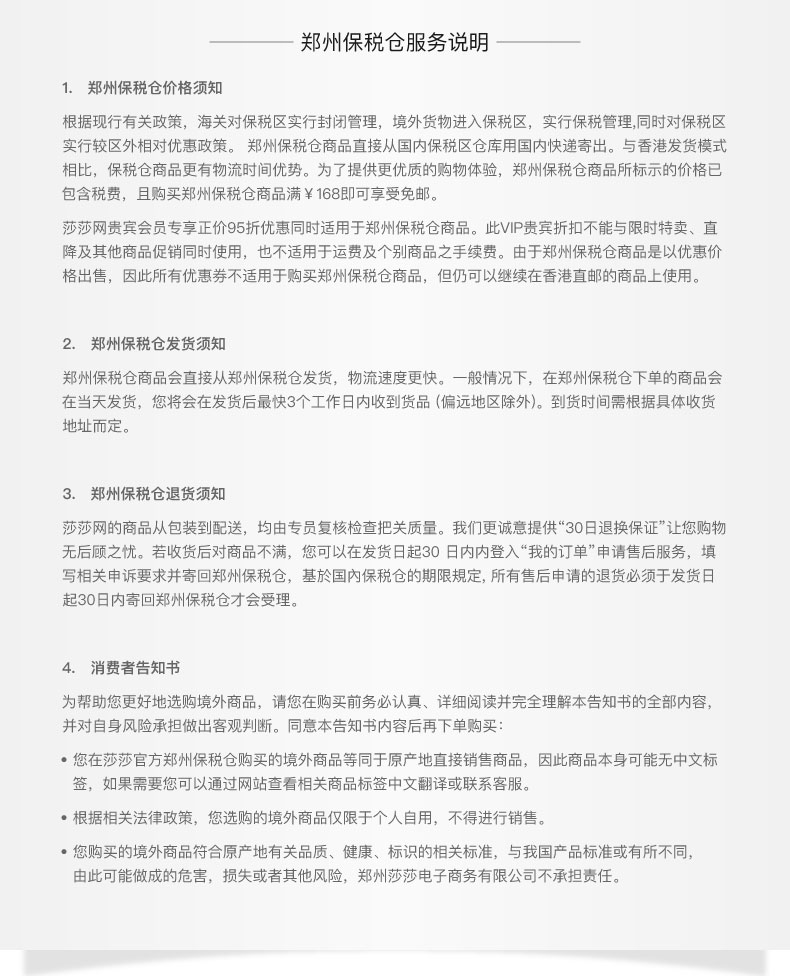 郑州保税仓服务说明
1. 郑州保税仓价格须知
根据现行有关政策，海关对保税区实行封闭管理，境外货物进入保税区，实行保税管理,同时对保税区
实行较区外相对优惠政策。 郑州保税仓商品直接从国内保税区仓库用国内快递寄出。与香港发货模式
相比，保税仓商品更有物流时间优势。为了提供更优质的购物体验，郑州保税仓商品所标示的价格已
包含税费，且购买郑州保税仓商品满￥168即可享受免邮。
莎莎网贵宾会员专享正价95折优惠同时适用于郑州保税仓商品。此VIP贵宾折扣不能与限时特卖、直
降及其他商品促销同时使用，也不适用于运费及个别商品之手续费。由于郑州保税仓商品是以优惠价
格出售，因此所有优惠券不适用于购买郑州保税仓商品，但仍可以继续在香港直邮的商品上使用。
2. 郑州保税仓发货须知
郑州保税仓商品会直接从郑州保税仓发货，物流速度更快。一般情况下，在郑州保税仓下单的商品会
在当天发货，您将会在发货后最快3个工作日内收到货品 (偏远地区除外)。到货时间需根据具体收货
地址而定。
3. 郑州保税仓退货须知
莎莎网的商品从包装到配送，均由专员复核检查把关质量。我们更诚意提供“30日退换保证”让您购物
无后顾之忧。若收货后对商品不满，您可以在发货日起30 日内内登入“我的订单”申请售后服务，填
写相关申诉要求并寄回郑州保税仓，基於国內保税仓的期限規定, 所有售后申请的退货必须于发货日
起30日内寄回郑州保税仓才会受理。
4. 消费者告知书
为帮助您更好地选购境外商品，请您在购买前务必认真、详细阅读并完全理解本告知书的全部内容，
并对自身风险承担做出客观判断。同意本告知书内容后再下单购买：
• 您在莎莎官方郑州保税仓购买的境外商品等同于原产地直接销售商品，因此商品本身可能无中文标
签，如果需要您可以通过网站查看相关商品标签中文翻译或联系客服。
• 根据相关法律政策，您选购的境外商品仅限于个人自用，不得进行销售。
• 您购买的境外商品符合原产地有关品质、健康、标识的相关标准，与我国产品标准或有所不同，
由此可能做成的危害，损失或者其他风险，郑州莎莎电子商务有限公司不承担责任。